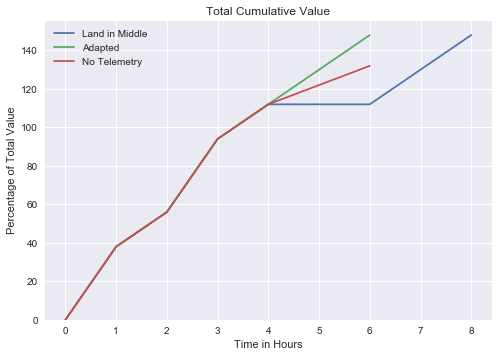 Total Cumulative Value
Land in Middle
Adapted
No Telemetry
Percentage of Total Value
140
120
100
80
60
40
20
0
0 1 2 3 4 5 6 7 8
Time in Hours